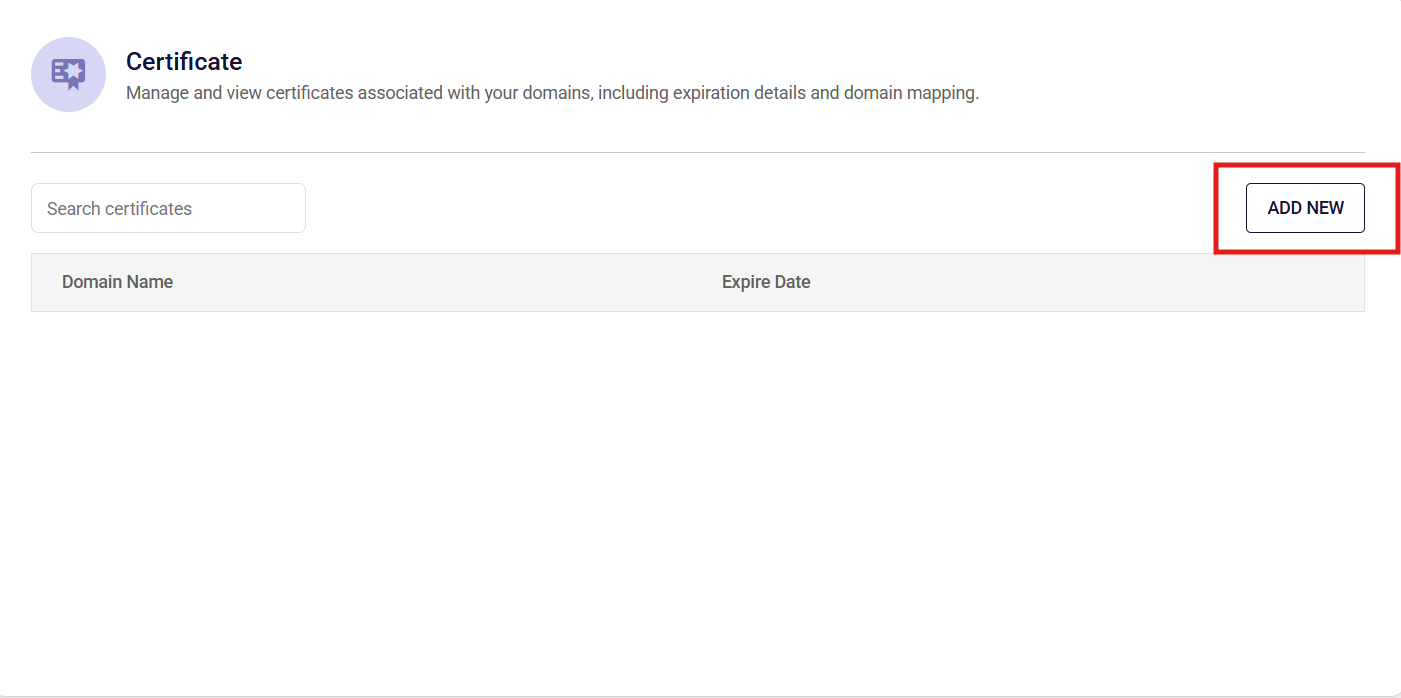 Certificate
Manage and view certificates associated with your domains, including expiration details and domain mapping.
Search certificates
ADD NEW
Domain Name
Expire Date